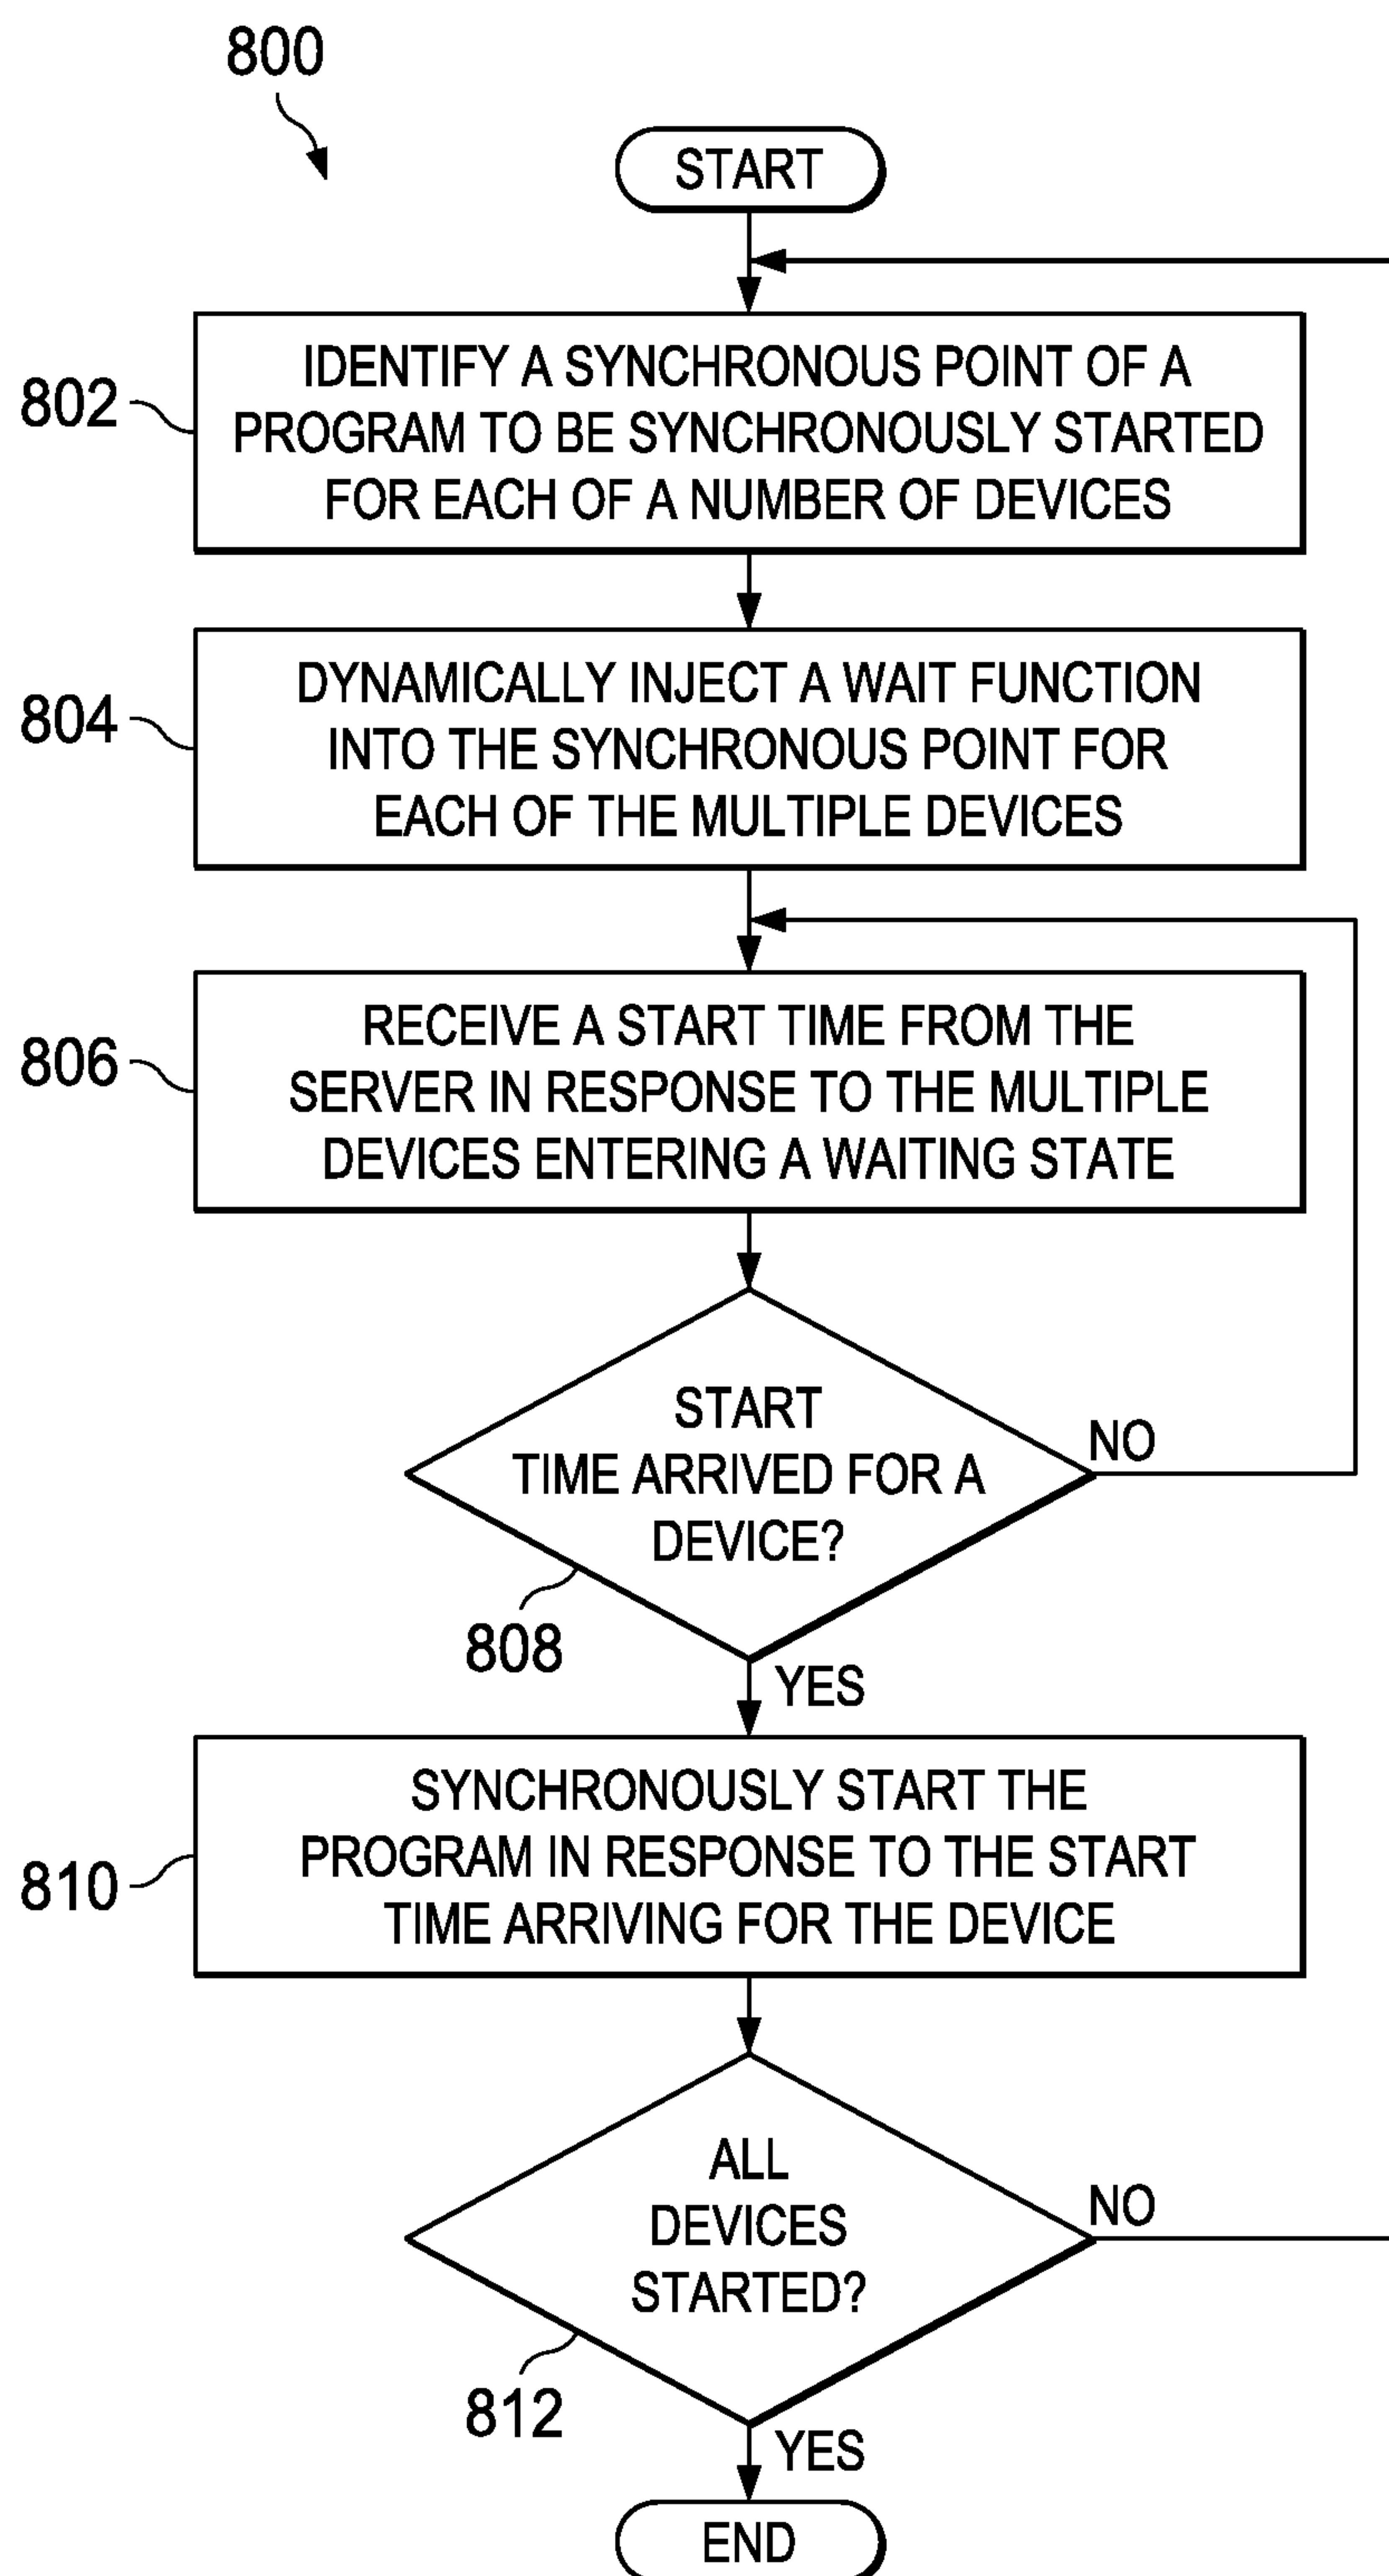 800
START
802
IDENTIFY A SYNCHRONOUS POINT OF A
PROGRAM TO BE SYNCHRONOUSLY STARTED
FOR EACH OF A NUMBER OF DEVICES
804
DYNAMICALLY INJECT A WAIT FUNCTION
INTO THE SYNCHRONOUS POINT FOR
EACH OF THE MULTIPLE DEVICES
806
RECEIVE A START TIME FROM THE
SERVER IN RESPONSE TO THE MULTIPLE
DEVICES ENTERING A WAITING STATE
START
TIME ARRIVED FOR A
DEVICE?
NO
808
YES
810
SYNCHRONOUSLY START THE
PROGRAM IN RESPONSE TO THE START
TIME ARRIVING FOR THE DEVICE
ALL
DEVICES
STARTED?
NO
812
YES
END